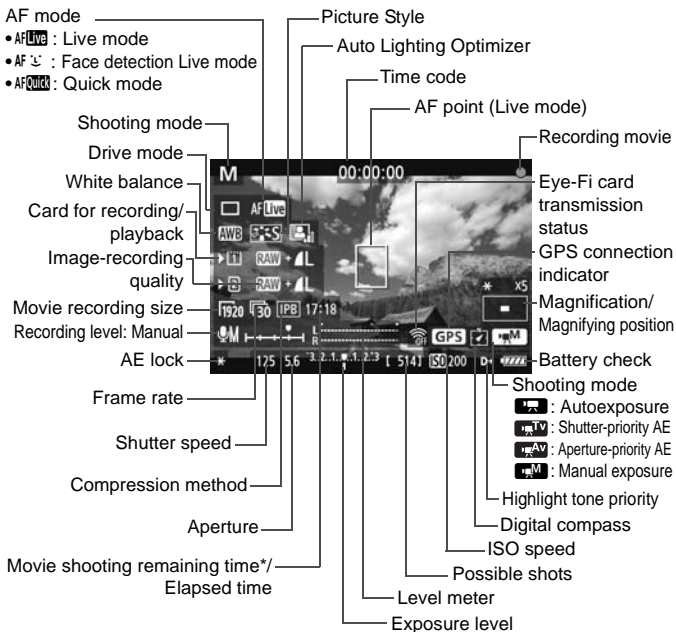 AF mode
• AF Live : Live mode
• AF : Face detection Live mode
• AF Quick : Quick mode
Picture Style
Auto Lighting Optimizer
Time code
AF point (Live mode)
Shooting mode
Drive mode
White balance
Card for recording/
playback
Image-recording
quality
Movie recording size
Recording level: Manual
AE lock
Frame rate
Shutter speed
Compression method
Aperture
Movie shooting remaining time*/
Elapsed time
M
00:00:00
AF Live
AWB
S
1 RAW + L
2 RAW + L
1920 30 IPB 17:18
M
L
R
OFF GPS M
* X5
* 125 5.6 3..2..1..1..2..3 [ 514] ISO 200 D+
Recording movie
Eye-Fi card
transmission
status
GPS connection
indicator
Magnification/
Magnifying position
Battery check
Shooting mode
: Autoexposure
Tv : Shutter-priority AE
Av : Aperture-priority AE
M : Manual exposure
Highlight tone priority
Digital compass
ISO speed
Possible shots
Level meter
Exposure level